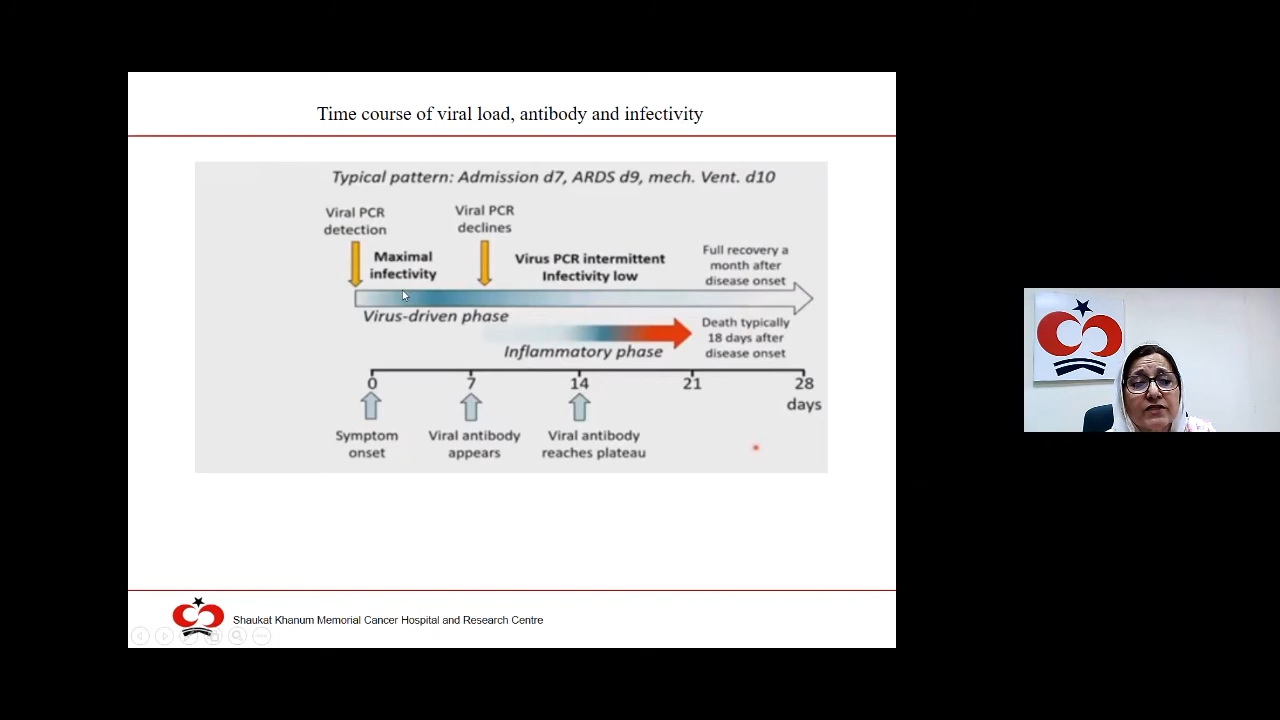 Time course of viral load, antibody and infectivity
Typical pattern: Admission d7, ARDS d9, mech. Vent. d10
Viral PCR
detection
Viral PCR
declines
Maximal
infectivity
Virus PCR intermittent
Infectivity low
Full recovery a
month after
disease onset
Virus-driven phase
Inflammatory phase
Death typically
18 days after
disease onset
0 7 14 21 28
days
Symptom
onset
Viral antibody
appears
Viral antibody
reaches plateau
Shaukat Khanum Memorial Cancer Hospital and Research Centre